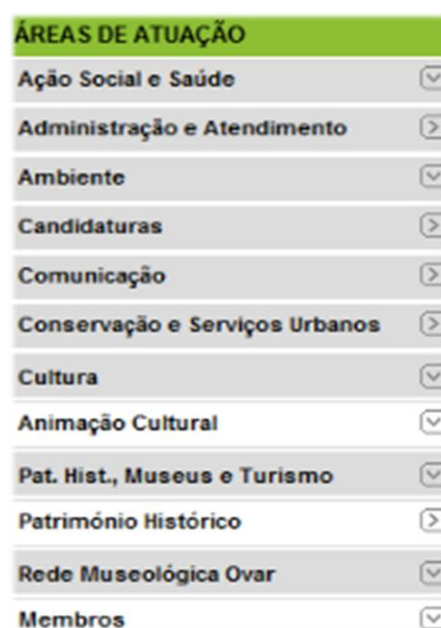 ÁREAS DE ATUAÇÃO
Ação Social e Saúde
Administração e Atendimento
Ambiente
Candidaturas
Comunicação
Conservação e Serviços Urbanos
Cultura
Animação Cultural
Pat. Hist., Museus e Turismo
Património Histórico
Rede Museológica Ovar
Membros